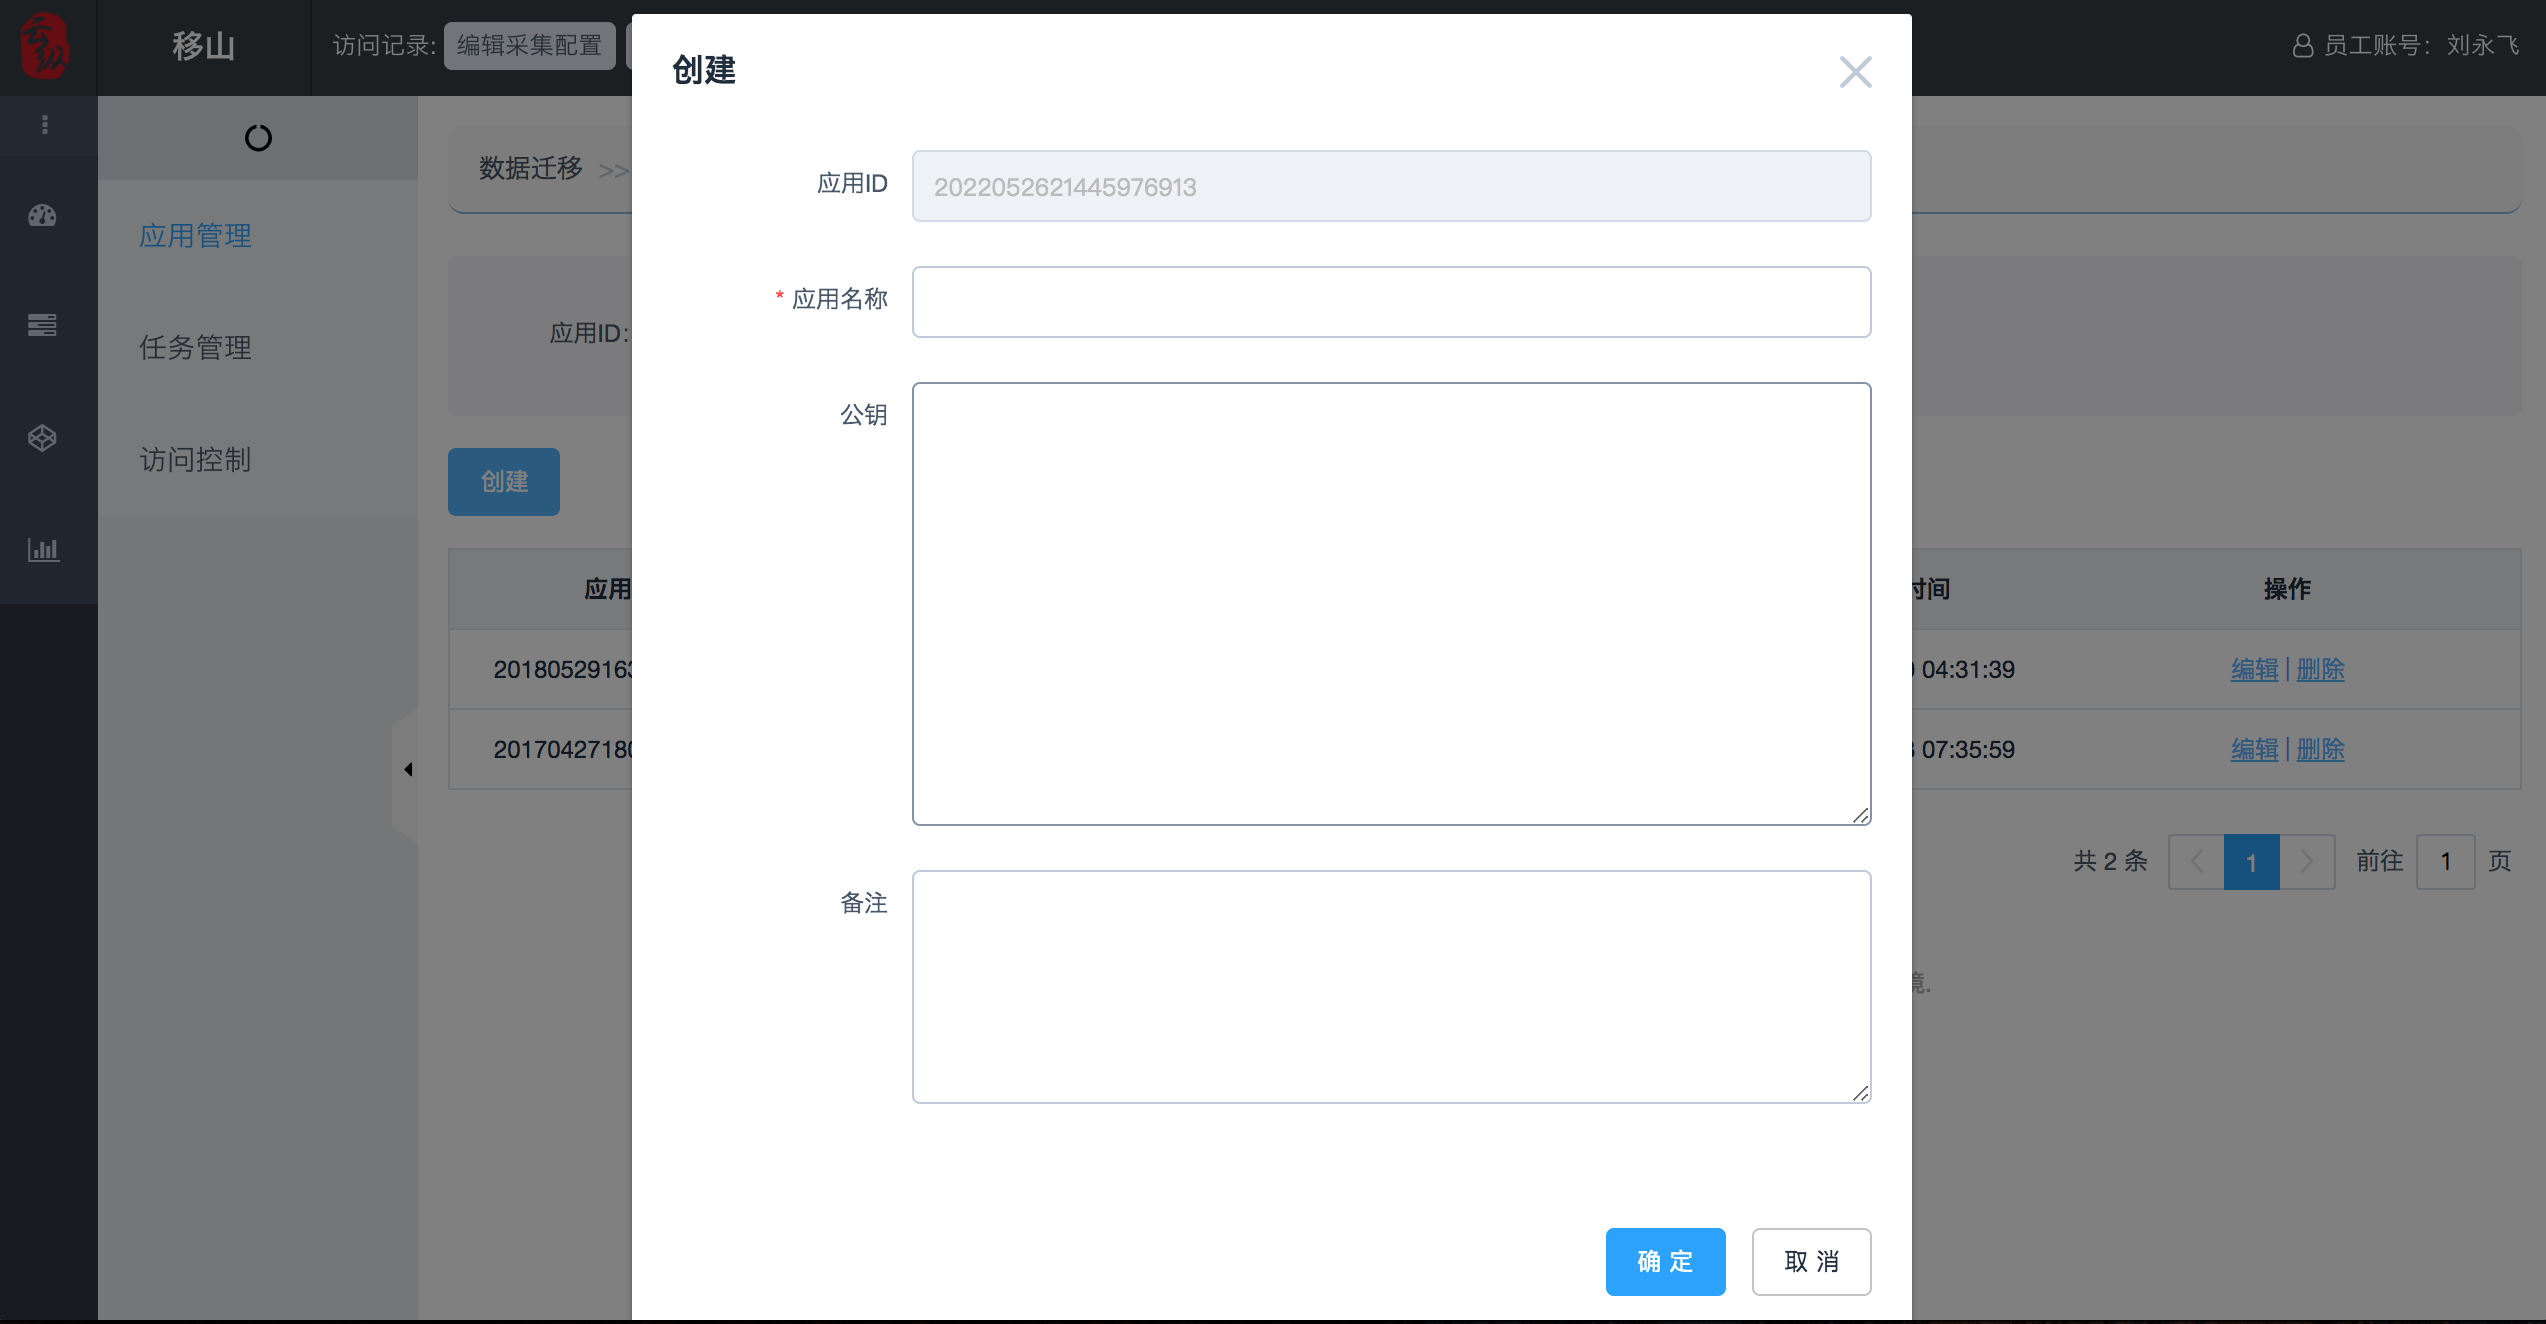 移山
访问记录:
编辑采集配置
员工账号: 刘永飞
应用管理
任务管理
访问控制
数据迁移 >>
应用ID:
创建
应用
时间
操作
20180529163
04:31:39
编辑|删除
20170427180
07:35:59
编辑|删除
共 2 条
1
前往
1
页
境.
创建
应用ID
2022052621445976913
* 应用名称
公钥
备注
确 定
取 消